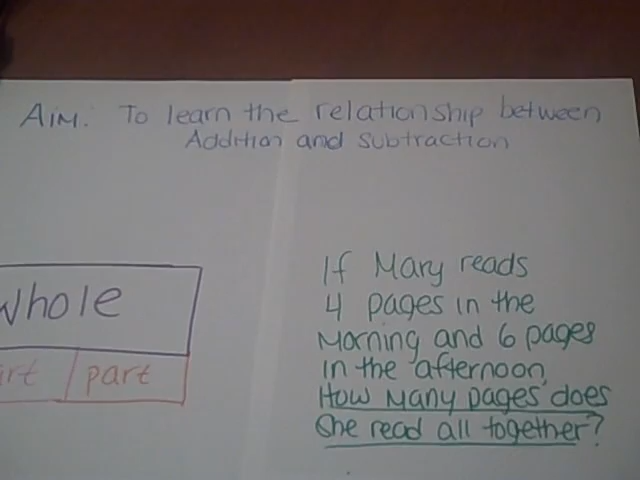 Aim: To learn the relationship between
Addition and Subtraction
Whole
part
If Mary reads
4 pages in the
Morning and 6 pages
in the afternoon,
How Many pages does
She read all together?